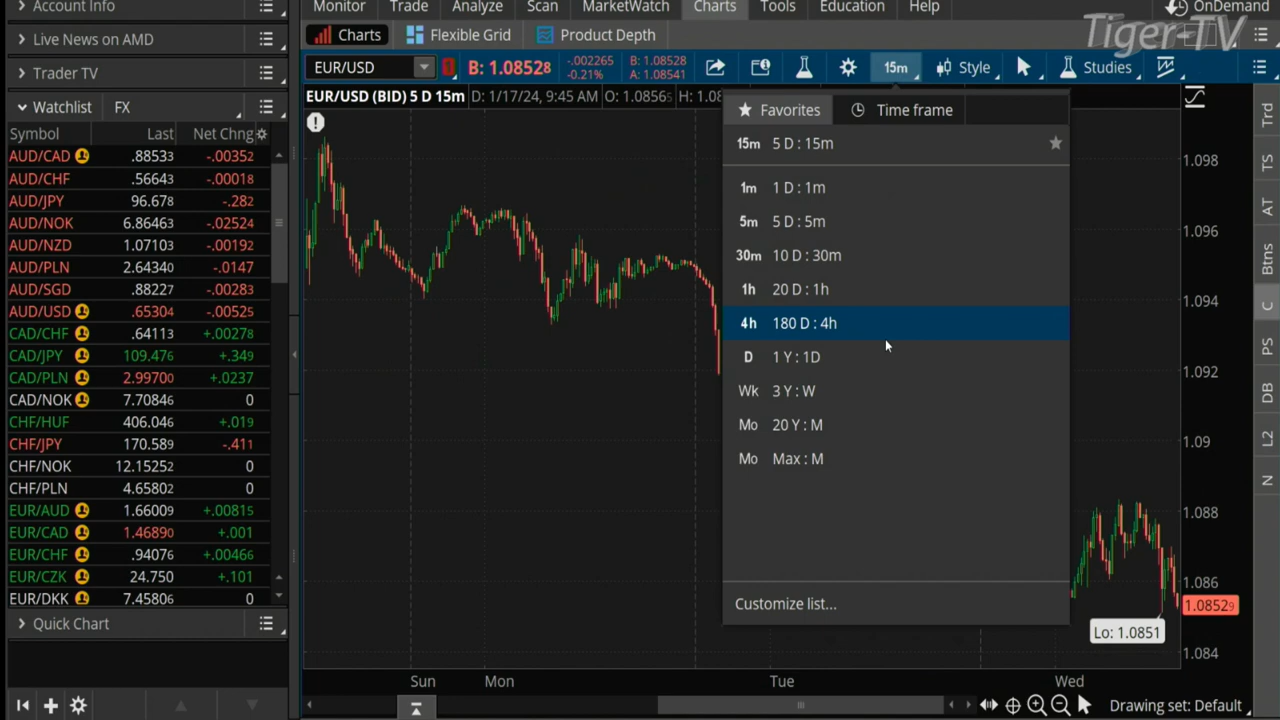 Account Info
Monitor Trade Analyze Scan MarketWatch Charts Tools Education Help OnDemand
Tiger-TV
Live News on AMD
Charts Flexible Grid Product Depth
Trader TV
EUR/USD B: 1.08528 -.002265 -0.21% B: 1.08528 A: 1.08541 15m Style Studies
Watchlist FX
EUR/USD (BID) 5 D 15m D: 1/17/24, 9:45 AM O: 1.0856 H: 1.08
Symbol Last Net Chng
AUD/CAD .88533 -.00352
AUD/CHF .56643 -.00018
AUD/JPY 96.678 -.282
AUD/NOK 6.86463 -.02524
AUD/NZD 1.07103 -.00192
AUD/PLN 2.64340 -.0147
AUD/SGD .88227 -.00283
AUD/USD .65304 -.00525
CAD/CHF .64113 +.00278
CAD/JPY 109.476 +.349
CAD/PLN 2.99700 +.0237
CAD/NOK 7.70846 0
CHF/HUF 406.046 +.019
CHF/JPY 170.589 -.411
CHF/NOK 12.15252 0
CHF/PLN 4.65802 0
EUR/AUD 1.66009 +.00815
EUR/CAD 1.46890 +.001
EUR/CHF .94076 +.00466
EUR/CZK 24.750 +.101
EUR/DKK 7.45806 0
Quick Chart
Favorites Time frame
15m 5 D : 15m
1m 1 D : 1m
5m 5 D : 5m
30m 10 D : 30m
1h 20 D : 1h
4h 180 D : 4h
D 1 Y : 1D
Wk 3 Y : W
Mo 20 Y : M
Mo Max : M
Customize list...
1.098
1.096
1.094
1.092
1.09
1.088
1.086
1.08529
Lo: 1.0851
1.084
Sun Mon Tue Wed
Drawing set: Default
Trd
TS
AT
Btns
C
PS
DB
L2
N